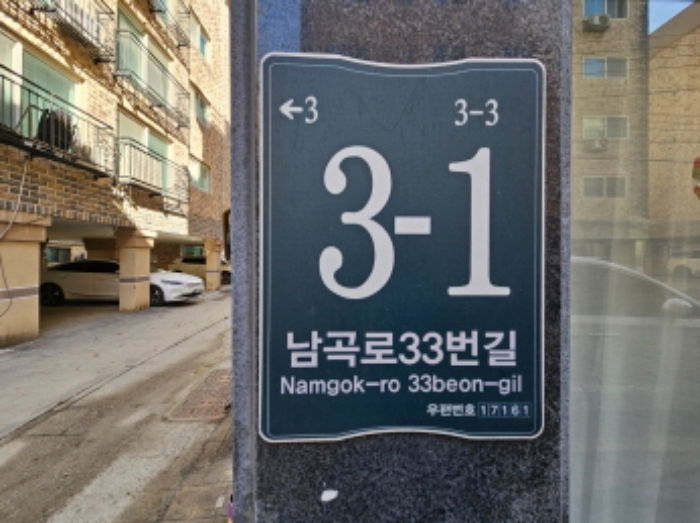 ←3 3-3
3-1
남곡로33번길
Namgok-ro 33beon-gil
우편번호 17161